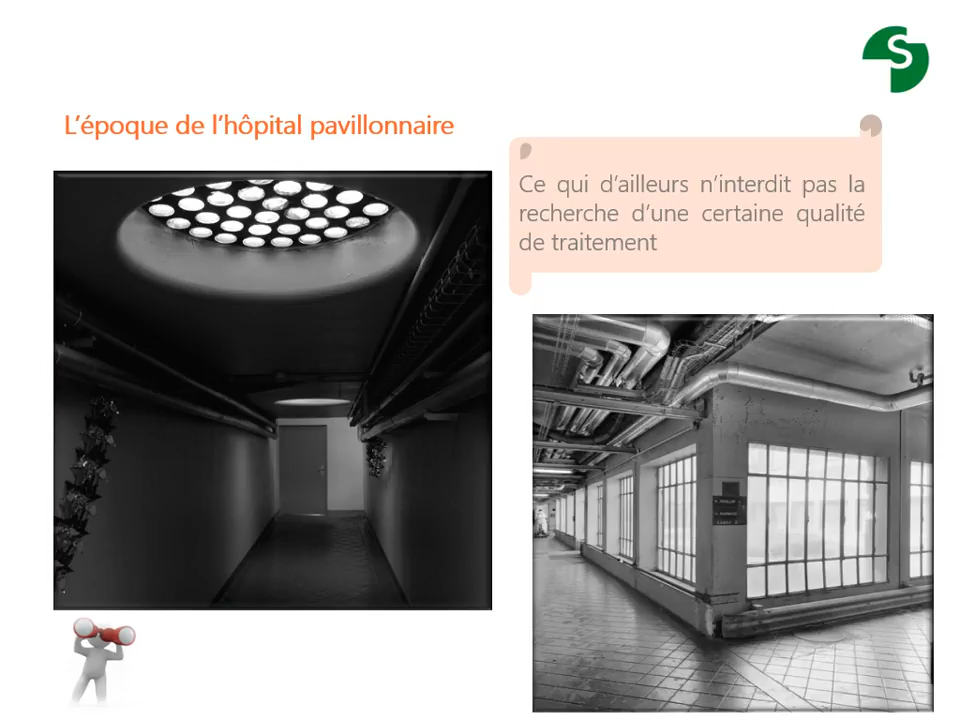 S
L'époque de l'hôpital pavillonnaire
Ce qui d'ailleurs n'interdit pas la
recherche d'une certaine qualité
de traitement